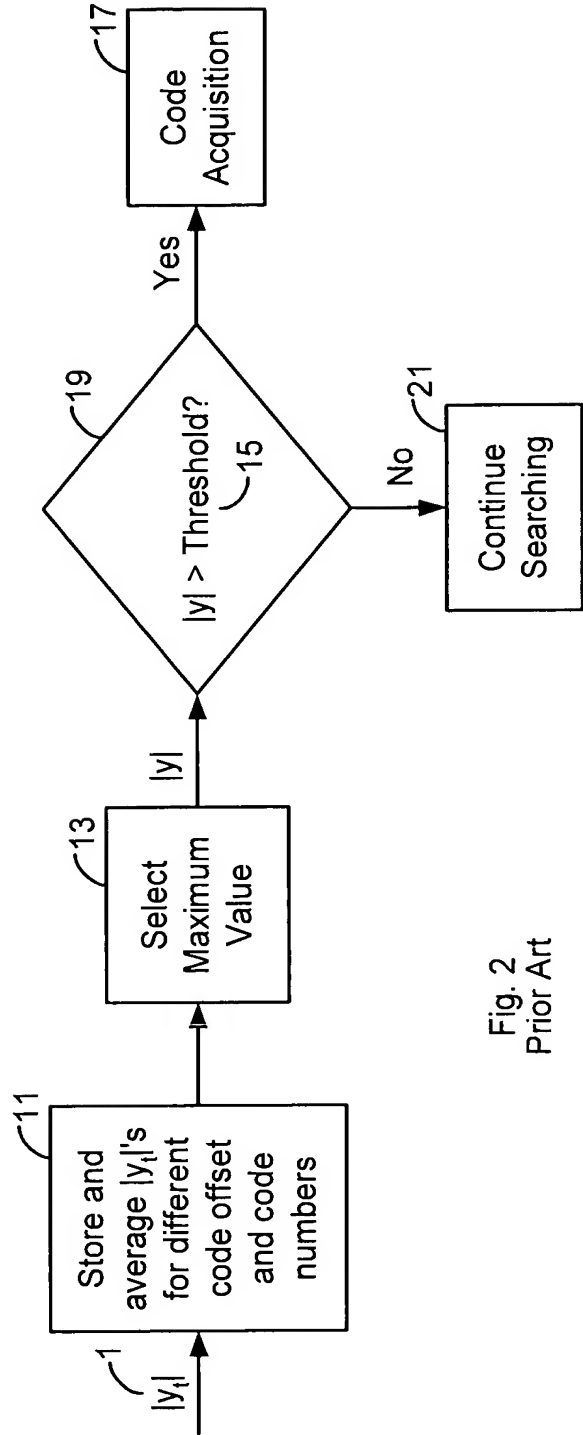 1
|yₜ|
11
Store and
average |yₜ|'s
for different
code offset
and code
numbers
13
Select
Maximum
Value
|y|
19
|y| > Threshold?
15
Yes
17
Code
Acquisition
No
21
Continue
Searching
Fig. 2
Prior Art